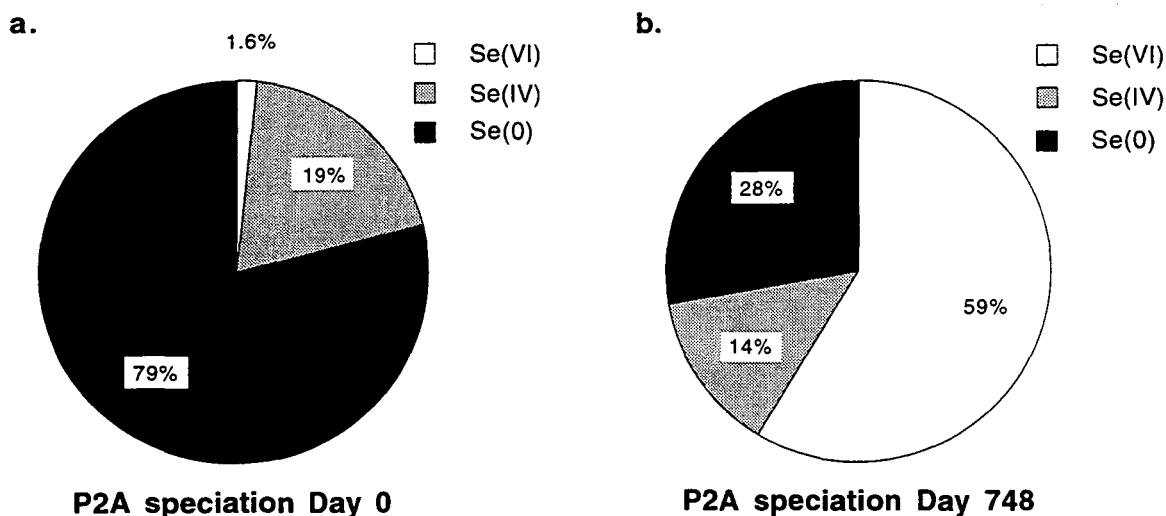 a.
1.6%
Se(VI)
Se(IV)
Se(0)
19%
79%
P2A speciation Day 0
b.
Se(VI)
Se(IV)
Se(0)
28%
59%
14%
P2A speciation Day 748